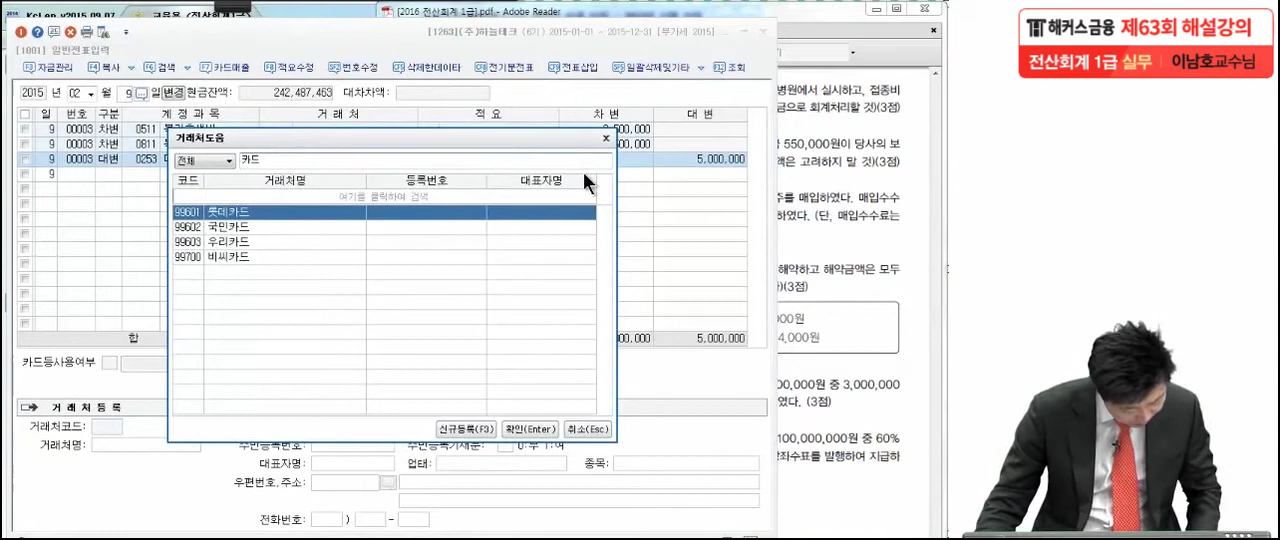 KcLep v2015.09.07
[2016 전산회계 1급].pdf - Adobe Reader
[1263] (주)하늘테크 (6기) 2015-01-01 ~ 2015-12-31 [부가세 2015]
[1001] 일반전표입력
F3 자금관리 F4 복사 F6 검색 F7 카드매출 F8 적요수정 SF2 번호수정 SF5 삭제한데이타 CF5 전기분전표 CF9 전표삽입 SF8 일괄삭제및기타 F12 조회
2015 년 02 월 9 일 변경 현금잔액: 242,487,463 대차차액:
일 번호 구분 계 정 과 목 거 래 처 적 요 차 변 대 변
9 00003 차변 0511
9 00003 차변 0811
9 00003 대변 0253 5,000,000
9
합 5,000,000
카드등사용여부
거래처도움
전체 카드
코드 거래처명 등록번호 대표자명
여기를 클릭하여 검색
99601 롯데카드
99602 국민카드
99603 우리카드
99700 비씨카드
신규등록(F3) 확인(Enter) 취소(Esc)
거 래 처 등 록
거래처코드:
거래처명:
대표자명: 업태: 종목:
우편번호, 주소:
전화번호: ) -
병원에서 실시하고, 접종비
금으로 회계처리할 것)(3점)
550,000원이 당사의 보
은 고려하지 말 것)(3점)
주를 매입하였다. 매입수수
하였다. (단, 매입수수료는
해약하고 해약금액은 모두
)(3점)
00원
4,000원
00,000원 중 3,000,000
였다. (3점)
100,000,000원 중 60%
좌수표를 발행하여 지급하
해커스금융 제63회 해설강의
전산회계 1급 실무 이남호교수님